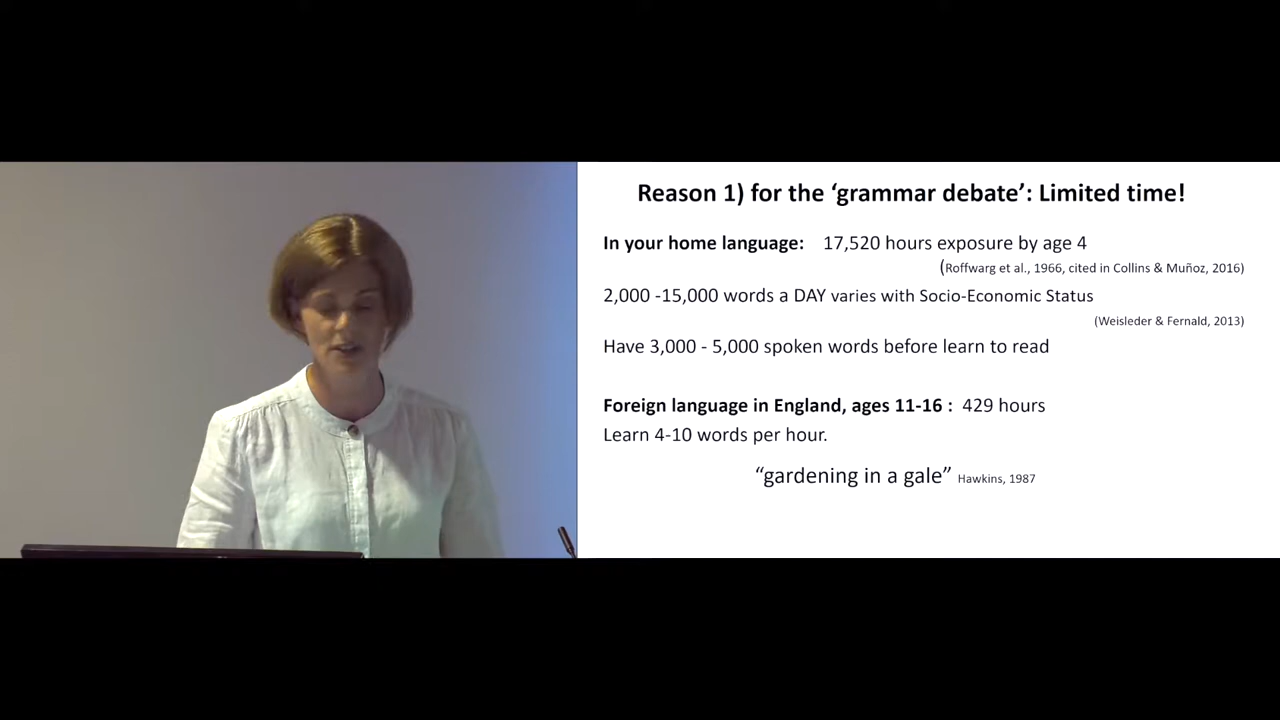 Reason 1) for the ‘grammar debate’: Limited time!
In your home language: 17,520 hours exposure by age 4
(Roffwarg et al., 1966, cited in Collins & Muñoz, 2016)
2,000 -15,000 words a DAY varies with Socio-Economic Status
(Weisleder & Fernald, 2013)
Have 3,000 - 5,000 spoken words before learn to read
Foreign language in England, ages 11-16 : 429 hours
Learn 4-10 words per hour.
“gardening in a gale” Hawkins, 1987